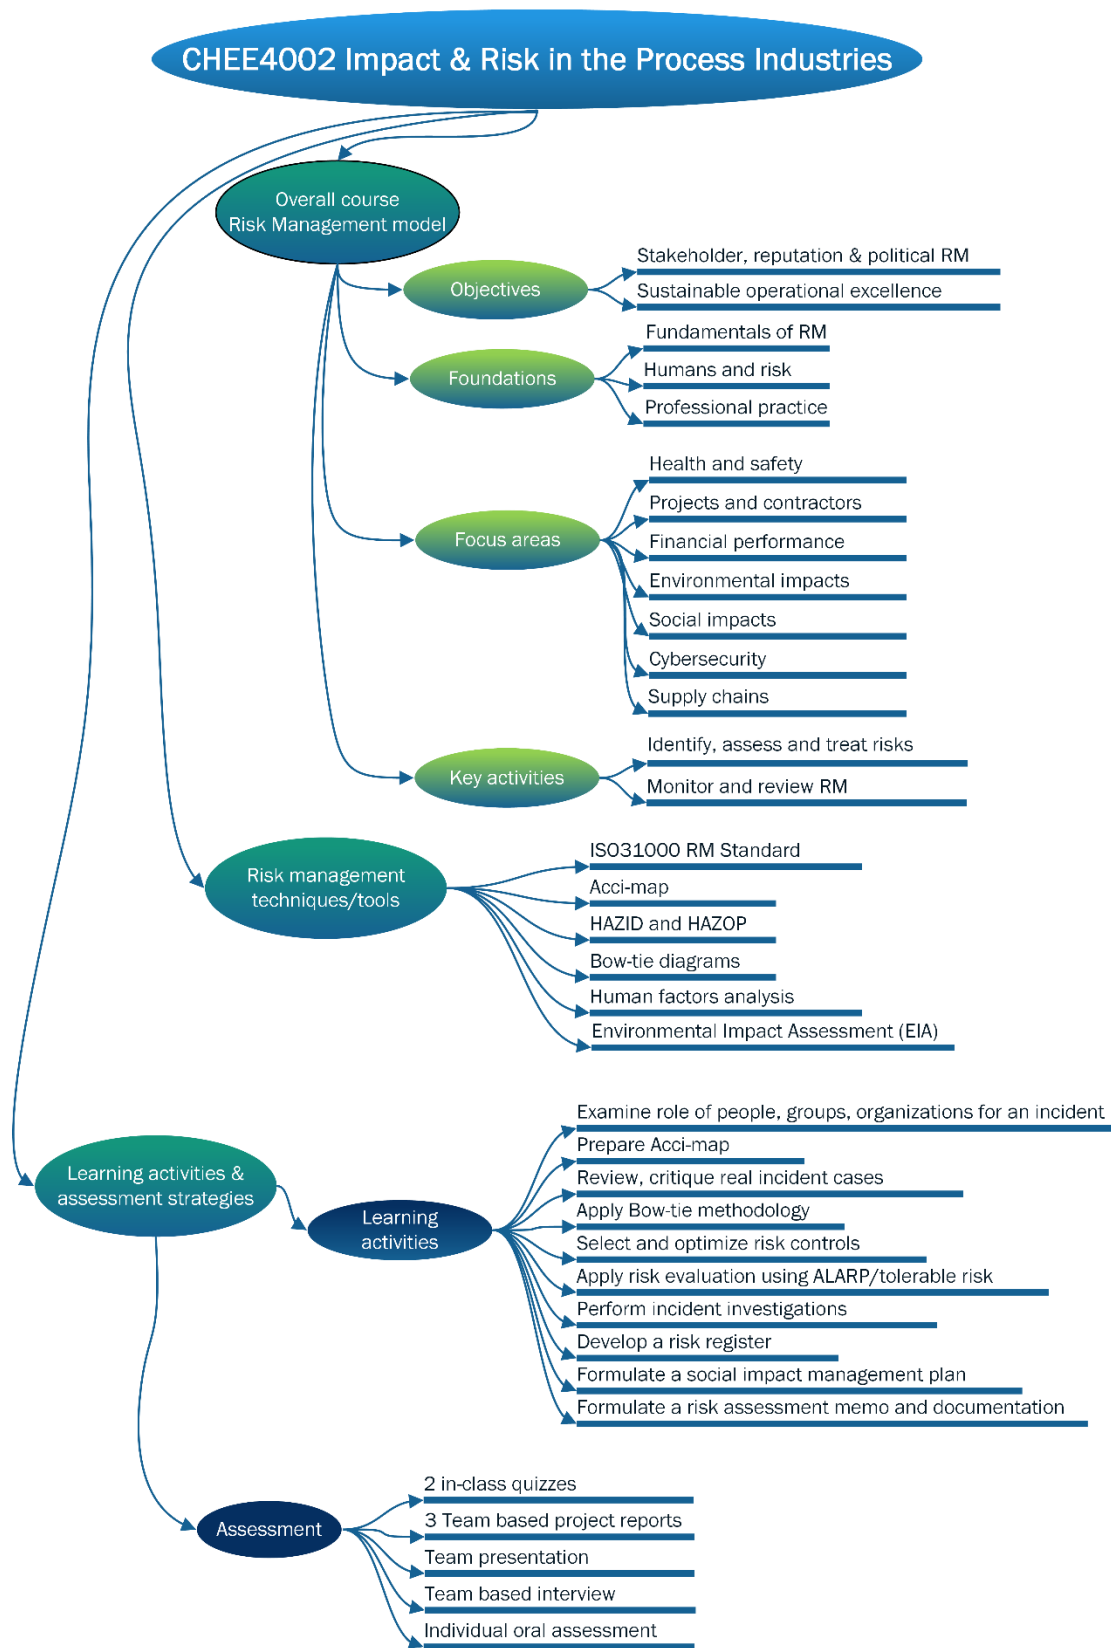 CHEE4002 Impact & Risk in the Process Industries
Overall course
Risk Management model
Objectives
Stakeholder, reputation & political RM
Sustainable operational excellence
Foundations
Fundamentals of RM
Humans and risk
Professional practice
Focus areas
Health and safety
Projects and contractors
Financial performance
Environmental impacts
Social impacts
Cybersecurity
Supply chains
Key activities
Identify, assess and treat risks
Monitor and review RM
Risk management
techniques/tools
ISO31000 RM Standard
Acci-map
HAZID and HAZOP
Bow-tie diagrams
Human factors analysis
Environmental Impact Assessment (EIA)
Learning activities &
assessment strategies
Learning
activities
Examine role of people, groups, organizations for an incident
Prepare Acci-map
Review, critique real incident cases
Apply Bow-tie methodology
Select and optimize risk controls
Apply risk evaluation using ALARP/tolerable risk
Perform incident investigations
Develop a risk register
Formulate a social impact management plan
Formulate a risk assessment memo and documentation
Assessment
2 in-class quizzes
3 Team based project reports
Team presentation
Team based interview
Individual oral assessment